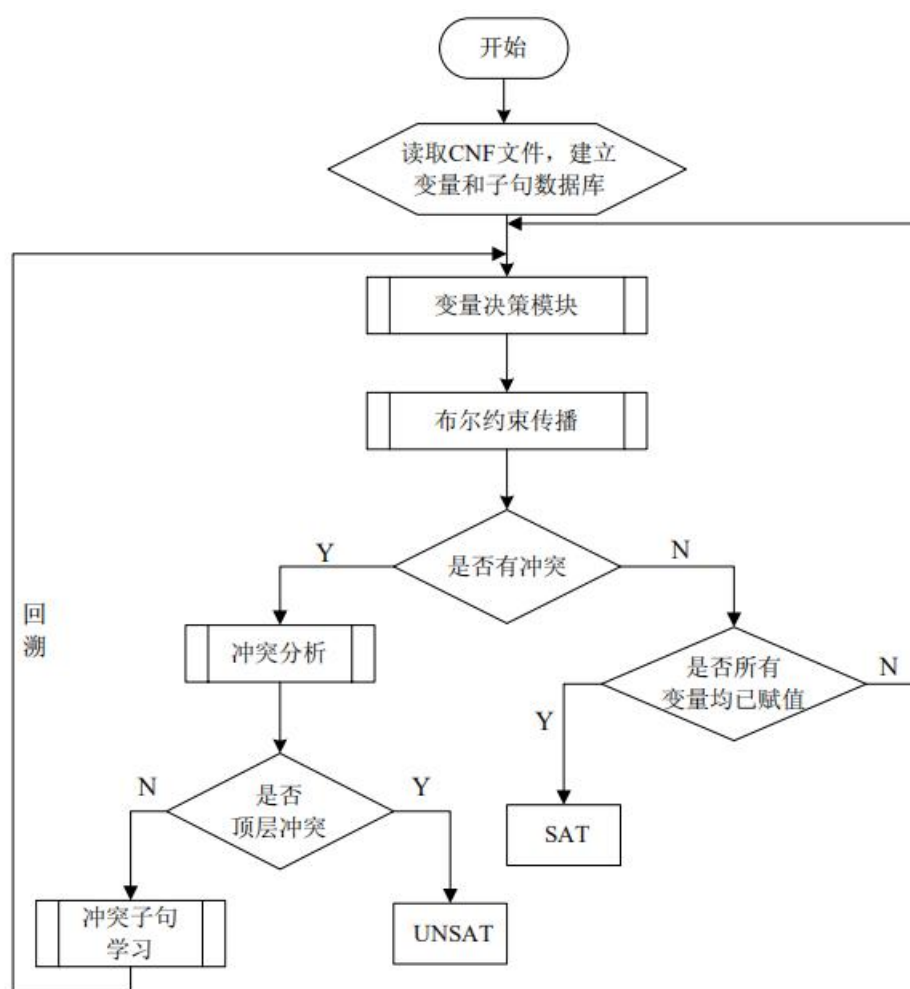 开始
读取CNF文件，建立
变量和子句数据库
变量决策模块
布尔约束传播
是否有冲突
Y
N
回
溯
冲突分析
是否所有
变量均已赋值
N
Y
是否
顶层冲突
N
Y
SAT
冲突子句
学习
UNSAT